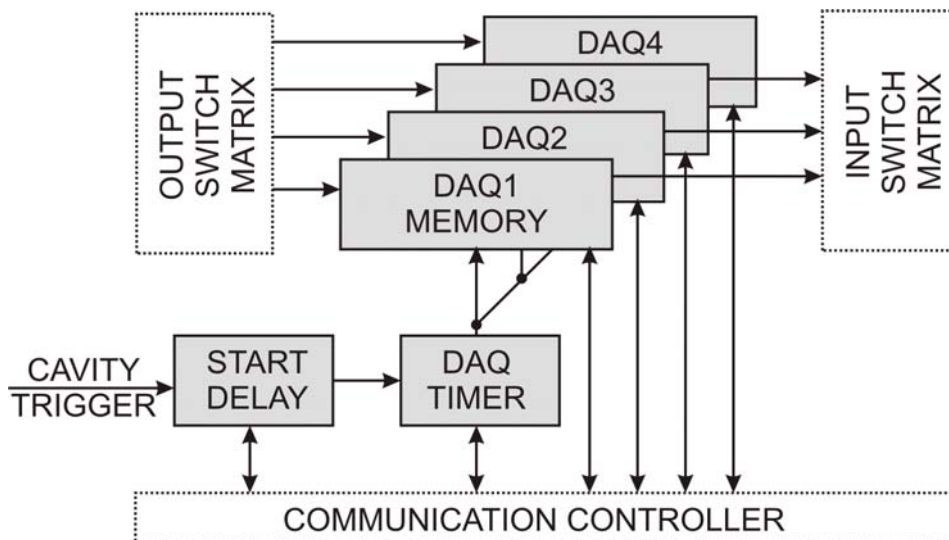 OUTPUT
SWITCH
MATRIX
DAQ4
DAQ3
DAQ2
DAQ1
MEMORY
INPUT
SWITCH
MATRIX
CAVITY
TRIGGER
START
DELAY
DAQ
TIMER
COMMUNICATION CONTROLLER